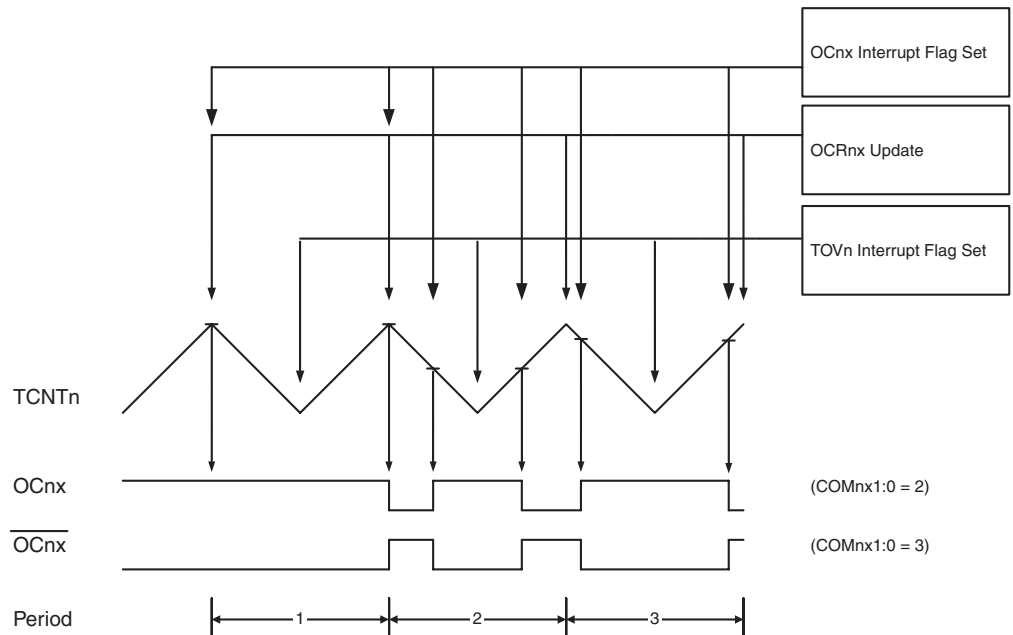 OCnx Interrupt Flag Set
OCRnx Update
TOVn Interrupt Flag Set
TCNTn
OCnx
(COMnx1:0 = 2)
OCnx
(COMnx1:0 = 3)
Period
1
2
3